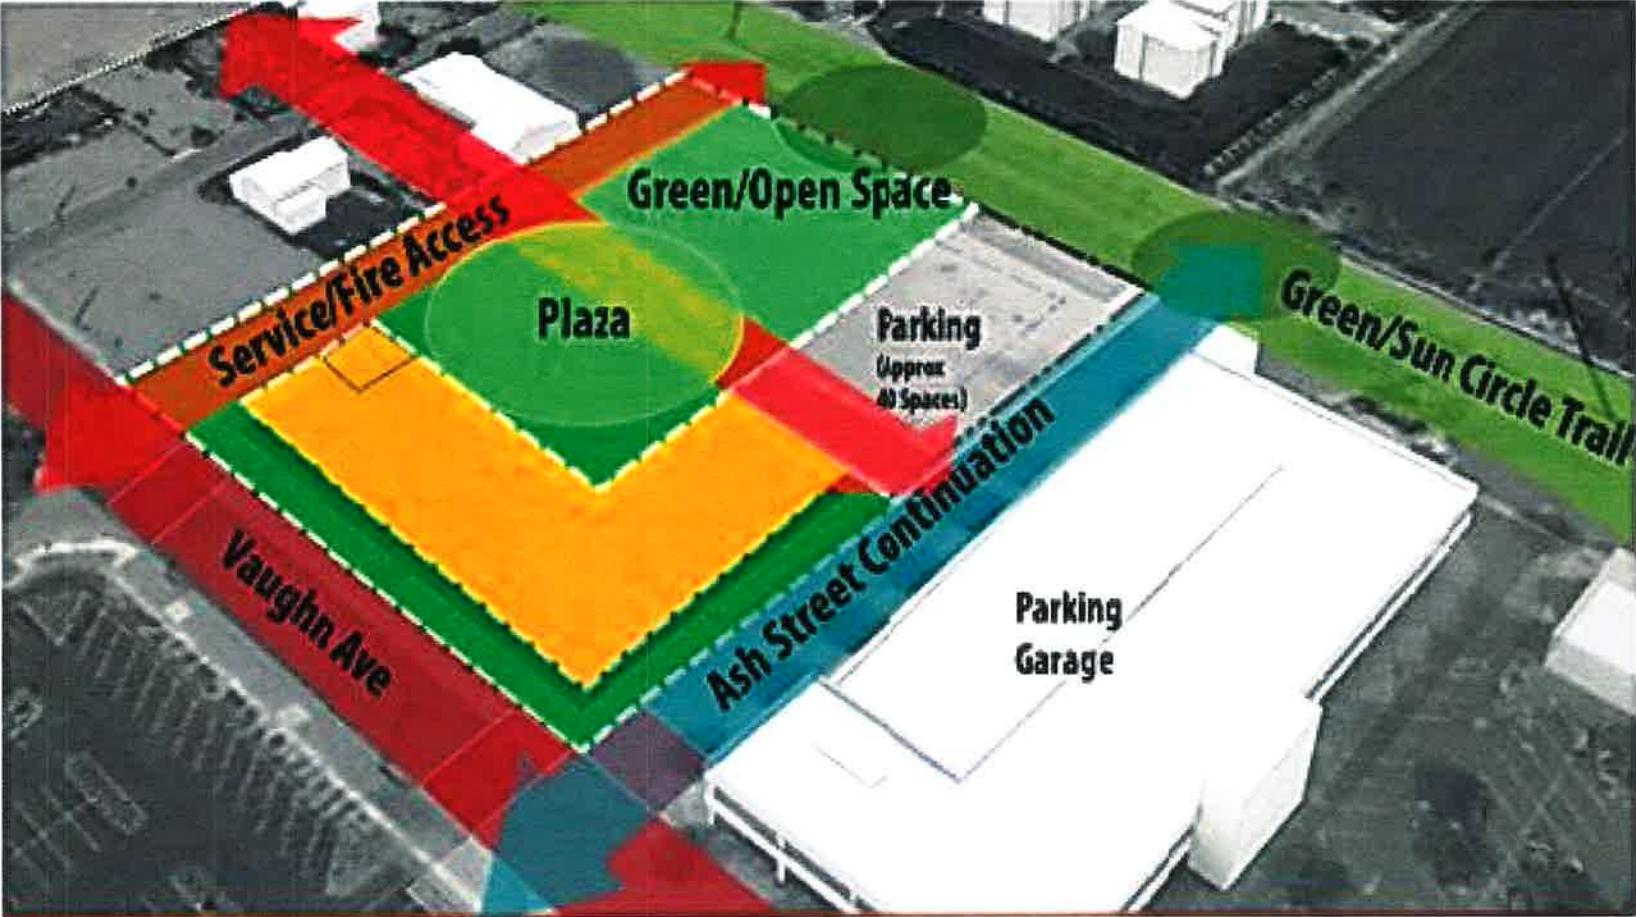 Green/Open Space
Service/Fire Access
Plaza
Parking
(Approx
40 Spaces)
Green/Sun Circle Trail
Ash Street Continuation
Vaughn Ave
Parking
Garage